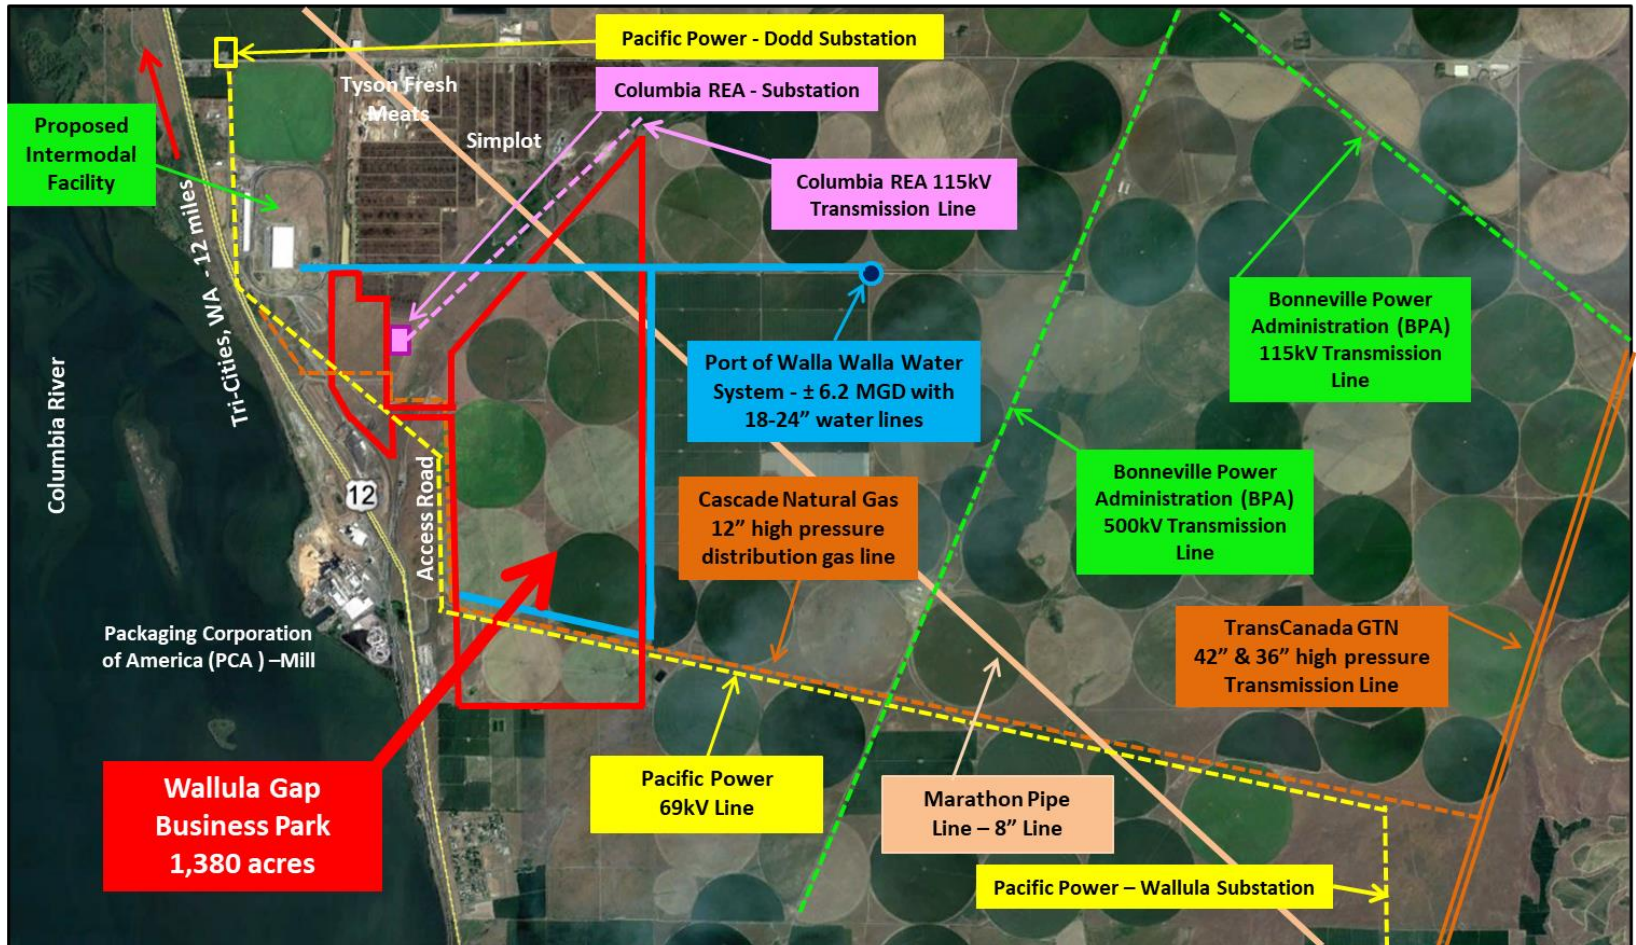 Pacific Power - Dodd Substation
Tyson Fresh
Meats
Columbia REA - Substation
Proposed
Intermodal
Facility
Simplot
Columbia REA 115kV
Transmission Line
Tri-Cities, WA - 12 miles
Bonneville Power
Administration (BPA)
115kV Transmission
Line
Port of Walla Walla Water
System - ± 6.2 MGD with
18-24” water lines
Columbia River
12
Access Road
Cascade Natural Gas
12” high pressure
distribution gas line
Bonneville Power
Administration (BPA)
500kV Transmission
Line
Packaging Corporation
of America (PCA ) –Mill
TransCanada GTN
42” & 36” high pressure
Transmission Line
Wallula Gap
Business Park
1,380 acres
Pacific Power
69kV Line
Marathon Pipe
Line – 8” Line
Pacific Power – Wallula Substation